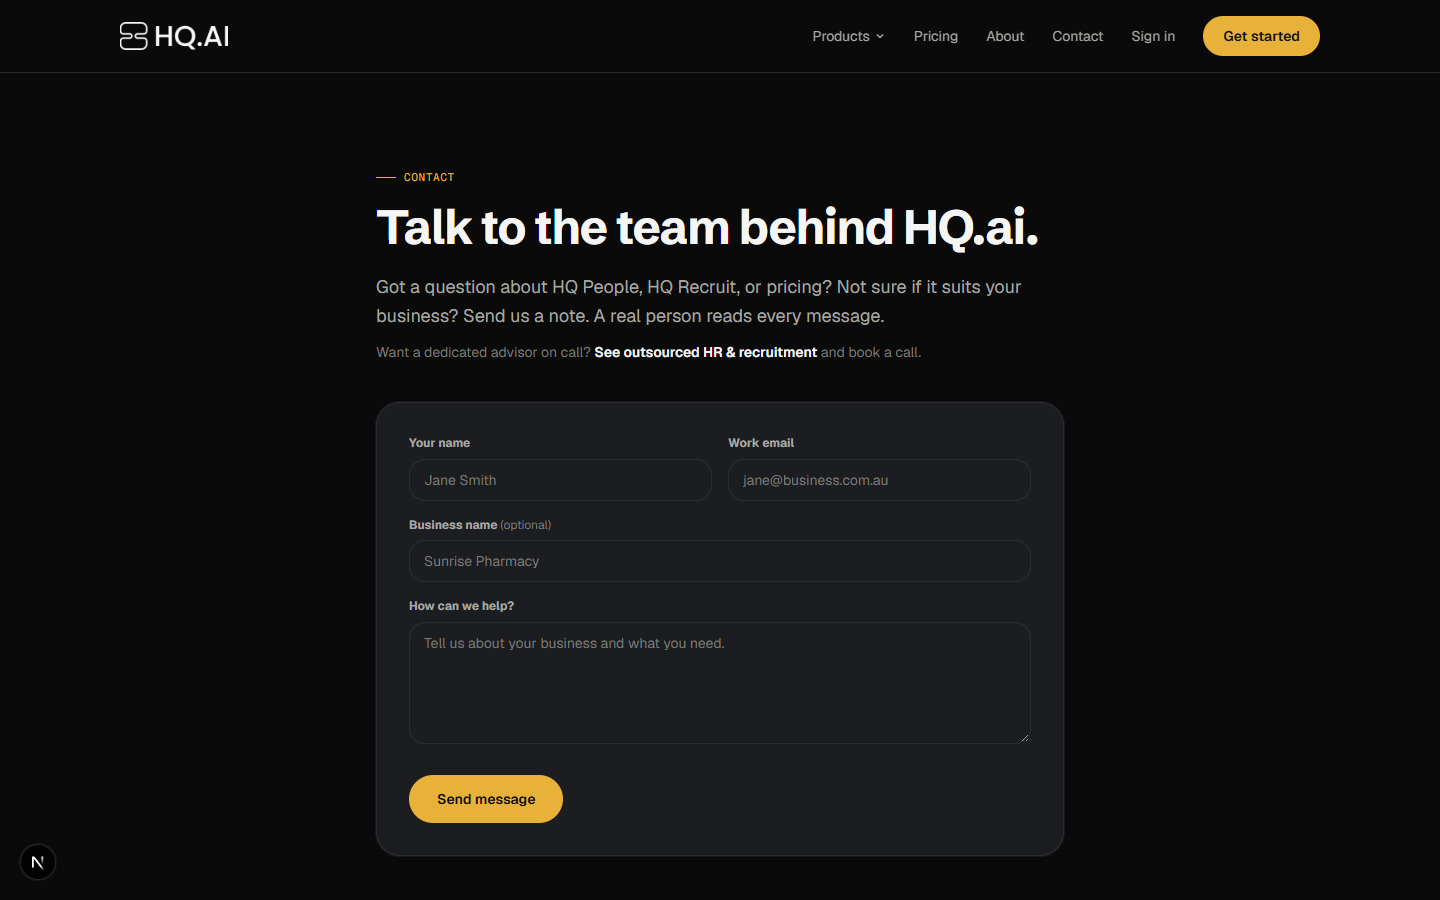 HQ.AI
Products
Pricing
About
Contact
Sign in
Get started
CONTACT
Talk to the team behind HQ.ai.
Got a question about HQ People, HQ Recruit, or pricing? Not sure if it suits your
business? Send us a note. A real person reads every message.
Want a dedicated advisor on call? See outsourced HR & recruitment and book a call.
Your name
Work email
Jane Smith
jane@business.com.au
Business name (optional)
Sunrise Pharmacy
How can we help?
Tell us about your business and what you need.
Send message
N